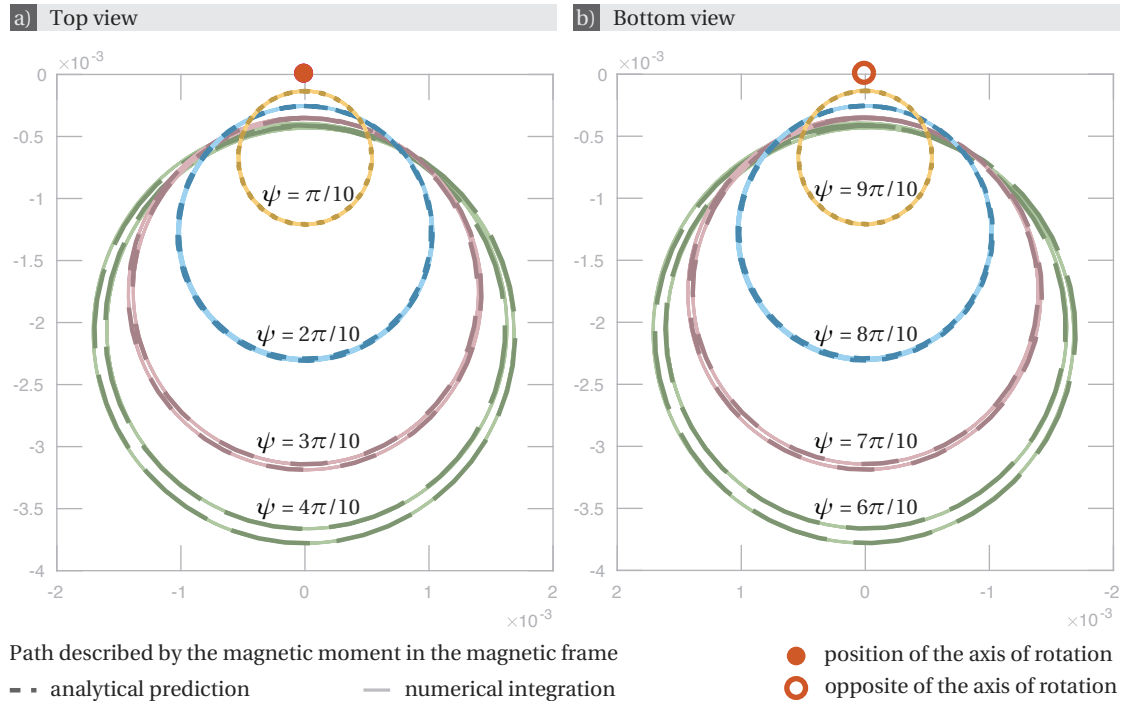 a) Top view
×10⁻³
0
-0.5
-1
-1.5
-2
-2.5
-3
-3.5
-4
ψ = π/10
ψ = 2π/10
ψ = 3π/10
ψ = 4π/10
-2 -1 0 1 2
×10⁻³
b) Bottom view
×10⁻³
0
-0.5
-1
-1.5
-2
-2.5
-3
-3.5
-4
ψ = 9π/10
ψ = 8π/10
ψ = 7π/10
ψ = 6π/10
2 1 0 -1 -2
×10⁻³
Path described by the magnetic moment in the magnetic frame
analytical prediction numerical integration
position of the axis of rotation
opposite of the axis of rotation